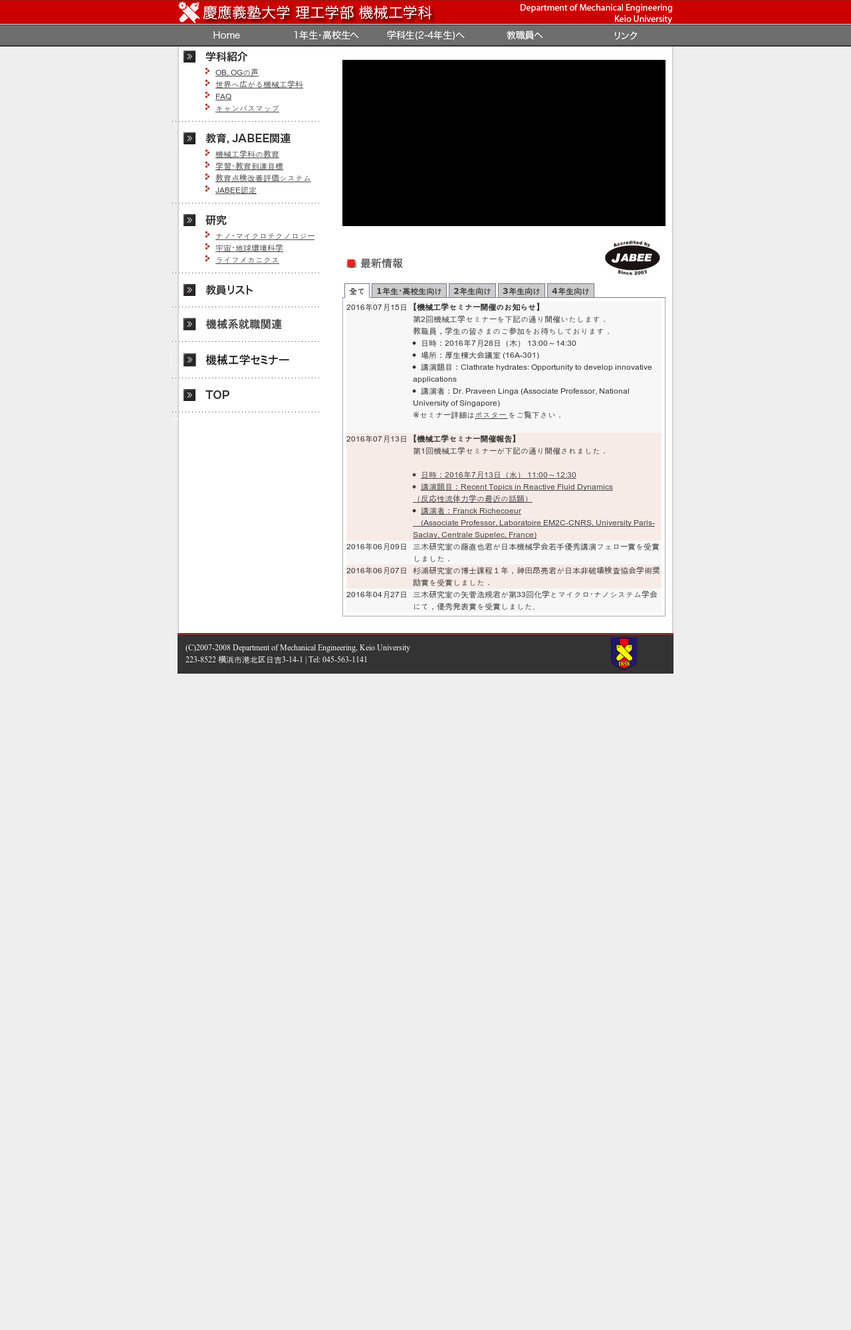 慶應義塾大学 理工学部 機械工学科
Department of Mechanical Engineering
Keio University
Home
1年生・高校生へ
学科生(2-4年生)へ
教職員へ
リンク
学科紹介
OB, OGの声
世界へ広がる機械工学科
FAQ
キャンパスマップ
教育, JABEE関連
機械工学科の教育
学習・教育到達目標
教育点検改善評価システム
JABEE認定
研究
ナノ・マイクロテクノロジー
宇宙・地球環境科学
ライフメカニクス
教員リスト
機械系就職関連
機械工学セミナー
TOP
Accredited by
JABEE
Since 2003
最新情報
全て
1年生・高校生向け
2年生向け
3年生向け
4年生向け
2016年07月15日 【機械工学セミナー開催のお知らせ】
第2回機械工学セミナーを下記の通り開催いたします．
教職員，学生の皆さまのご参加をお待ちしております．
● 日時：2016年7月28日（木） 13:00～14:30
● 場所：厚生棟大会議室 (16A-301)
● 講演題目：Clathrate hydrates: Opportunity to develop innovative
applications
● 講演者：Dr. Praveen Linga (Associate Professor, National
University of Singapore)
※セミナー詳細はポスター をご覧下さい．
2016年07月13日 【機械工学セミナー開催報告】
第1回機械工学セミナーが下記の通り開催されました．
● 日時：2016年7月13日（水） 11:00～12:30
● 講演題目：Recent Topics in Reactive Fluid Dynamics
（反応性流体力学の最近の話題）
● 講演者：Franck Richecoeur
(Associate Professor, Laboratoire EM2C-CNRS, University Paris-
Saclay, Centrale Supelec, France)
2016年06月09日 三木研究室の藤直也君が日本機械学会若手優秀講演フェロー賞を受賞
しました．
2016年06月07日 杉浦研究室の博士課程１年，神田昂亮君が日本非破壊検査協会学術奨
励賞を受賞しました．
2016年04月27日 三木研究室の矢菅浩規君が第33回化学とマイクロ・ナノシステム学会
にて，優秀発表賞を受賞しました。
(C)2007-2008 Department of Mechanical Engineering, Keio University
223-8522 横浜市港北区日吉3-14-1 | Tel: 045-563-1141
1858